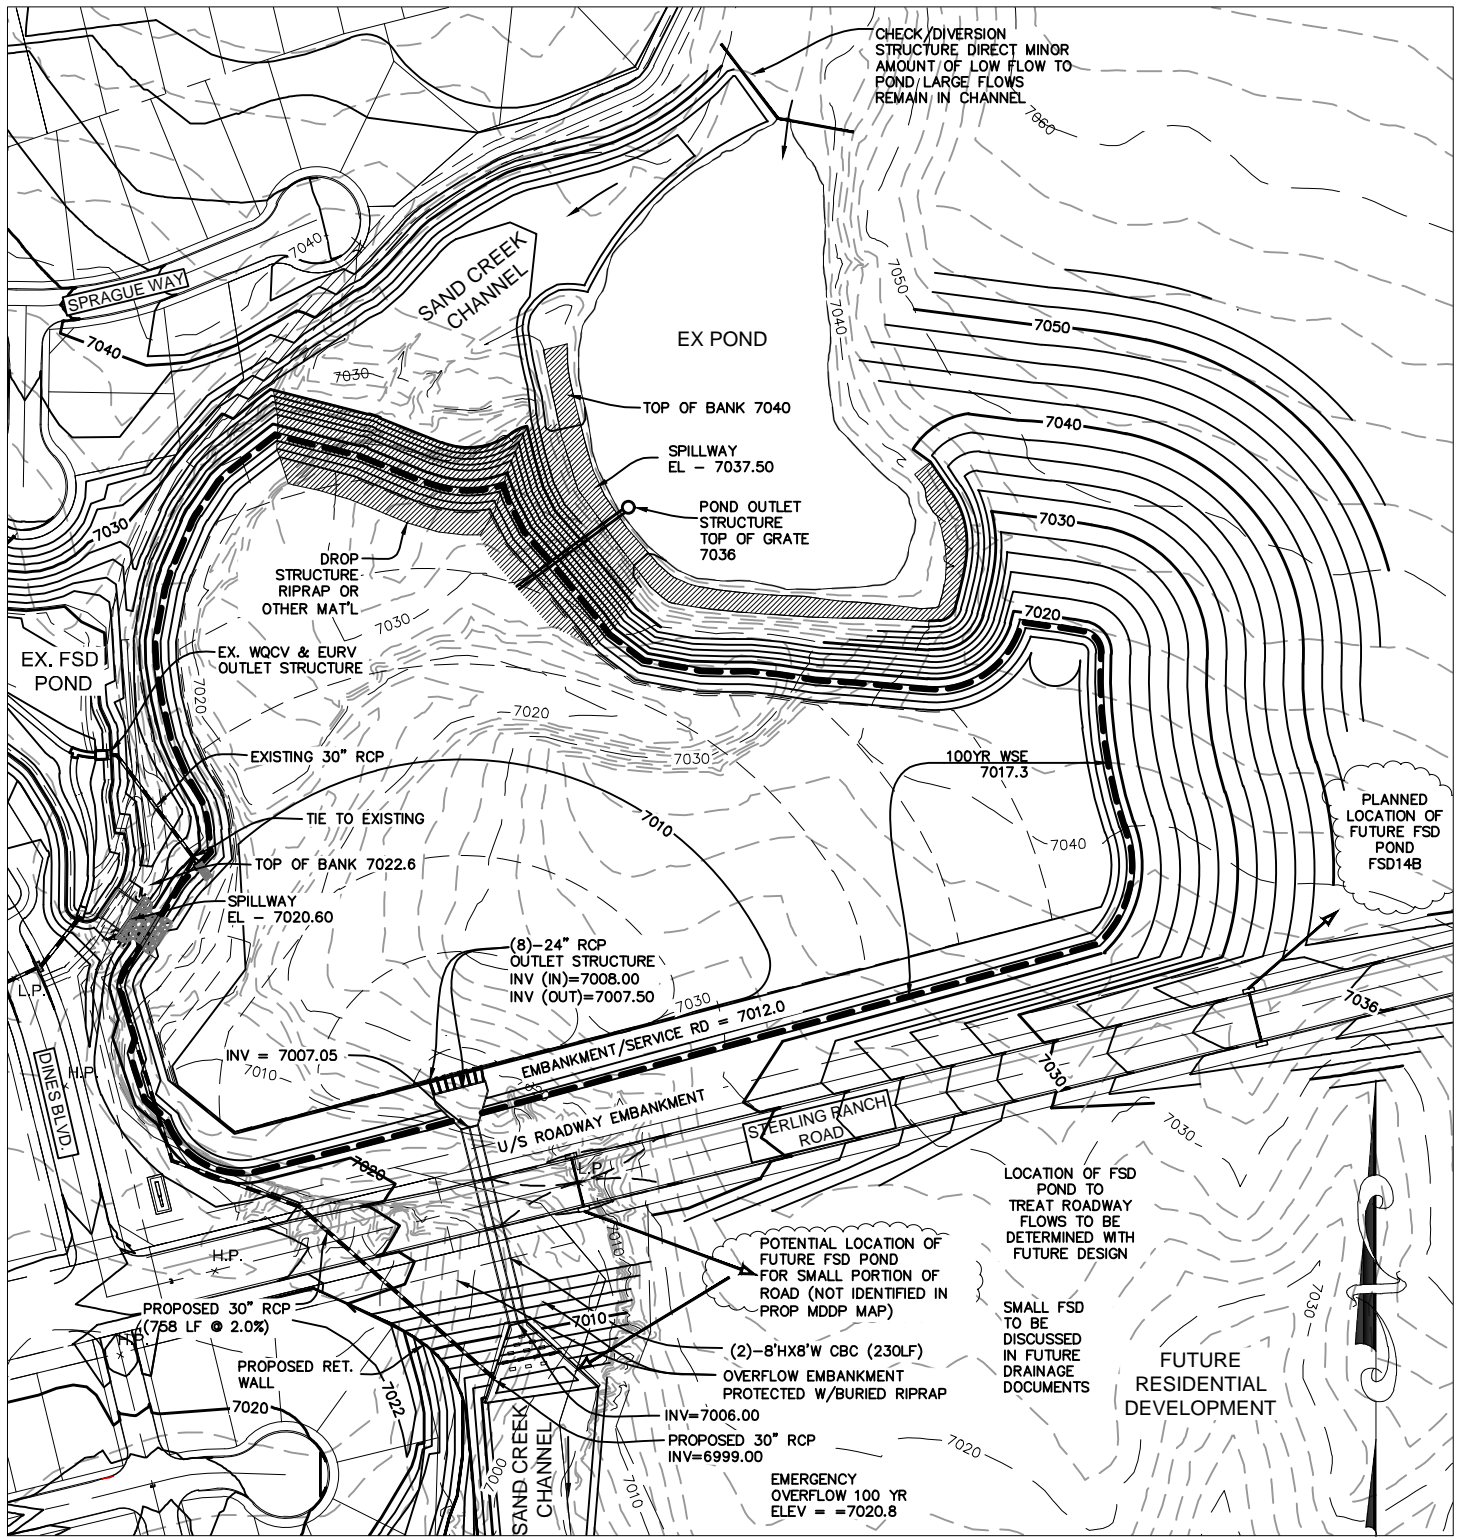 CHECK/DIVERSION
STRUCTURE DIRECT MINOR
AMOUNT OF LOW FLOW TO
POND LARGE FLOWS
REMAIN IN CHANNEL
7060
7040
SPRAGUE WAY
7040
SAND CREEK
CHANNEL
7030
EX POND
7050
7040
7050
TOP OF BANK 7040
7040
SPILLWAY
EL - 7037.50
POND OUTLET
STRUCTURE
TOP OF GRATE
7036
7030
7030
DROP
STRUCTURE
RIPRAP OR
OTHER MAT'L
7030
7020
EX. FSD
POND
EX. WQCV & EURV
OUTLET STRUCTURE
7020
7020
7030
EXISTING 30" RCP
100YR WSE
7017.3
PLANNED
LOCATION OF
FUTURE FSD
POND
FSD14B
TIE TO EXISTING
7010
7040
TOP OF BANK 7022.6
SPILLWAY
EL - 7020.60
(8)-24" RCP
OUTLET STRUCTURE
INV (IN)=7008.00
INV (OUT)=7007.50
L.P.
7030
7036
EMBANKMENT/SERVICE RD = 7012.0
INV = 7007.05
7010
H.P.
DINES BLVD.
7030
U/S ROADWAY EMBANKMENT
STERLING RANCH
ROAD
7030
7020
L.P.
LOCATION OF FSD
POND TO
TREAT ROADWAY
FLOWS TO BE
DETERMINED WITH
FUTURE DESIGN
H.P.
7010
POTENTIAL LOCATION OF
FUTURE FSD POND
FOR SMALL PORTION OF
ROAD (NOT IDENTIFIED IN
PROP MDDP MAP)
PROPOSED 30" RCP
(758 LF @ 2.0%)
7010
SMALL FSD
TO BE
DISCUSSED
IN FUTURE
DRAINAGE
DOCUMENTS
7030
(2)-8'HX8'W CBC (230LF)
PROPOSED RET.
WALL
OVERFLOW EMBANKMENT
PROTECTED W/BURIED RIPRAP
FUTURE
RESIDENTIAL
DEVELOPMENT
7020
7022
INV=7006.00
PROPOSED 30" RCP
INV=6999.00
7020
SAND CREEK
CHANNEL
7000
7010
EMERGENCY
OVERFLOW 100 YR
ELEV = =7020.8